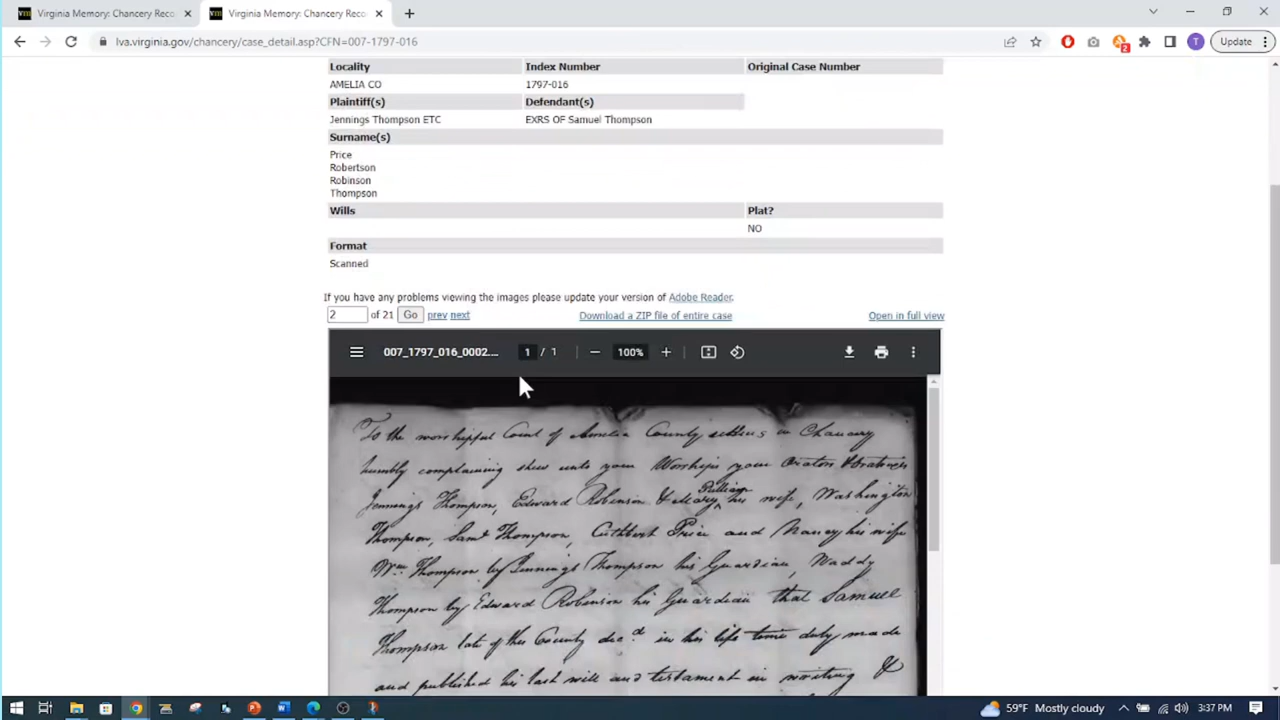 Virginia Memory: Chancery Reco
Virginia Memory: Chancery Reco
lva.virginia.gov/chancery/case_detail.asp?CFN=007-1797-016
2
T
Update
Locality Index Number Original Case Number
AMELIA CO 1797-016
Plaintiff(s) Defendant(s)
Jennings Thompson ETC EXRS OF Samuel Thompson
Surname(s)
Price
Robertson
Robinson
Thompson
Wills Plat?
NO
Format
Scanned
If you have any problems viewing the images please update your version of Adobe Reader.
2 of 21 Go prev next Download a ZIP file of entire case Open in full view
007_1797_016_0002... 1 / 1 100%
To the worshipful Court of Amelia County setting in Chancery
humbly complaining shew unto your Worships your Orators & Oratrixes
Pullian
Jennings Thompson, Edward Robinson & Mary his wife, Washington
Thompson, Saml Thompson, Cuthbert Price and Nancy his wife
Wm Thompson by Jennings Thompson his Guardian, Waddy
Thompson by Edward Robinson his Guardian that Samuel
Thompson late of this County decd in his life time duly made
and published his last will and testament in writing &
59°F Mostly cloudy 3:37 PM